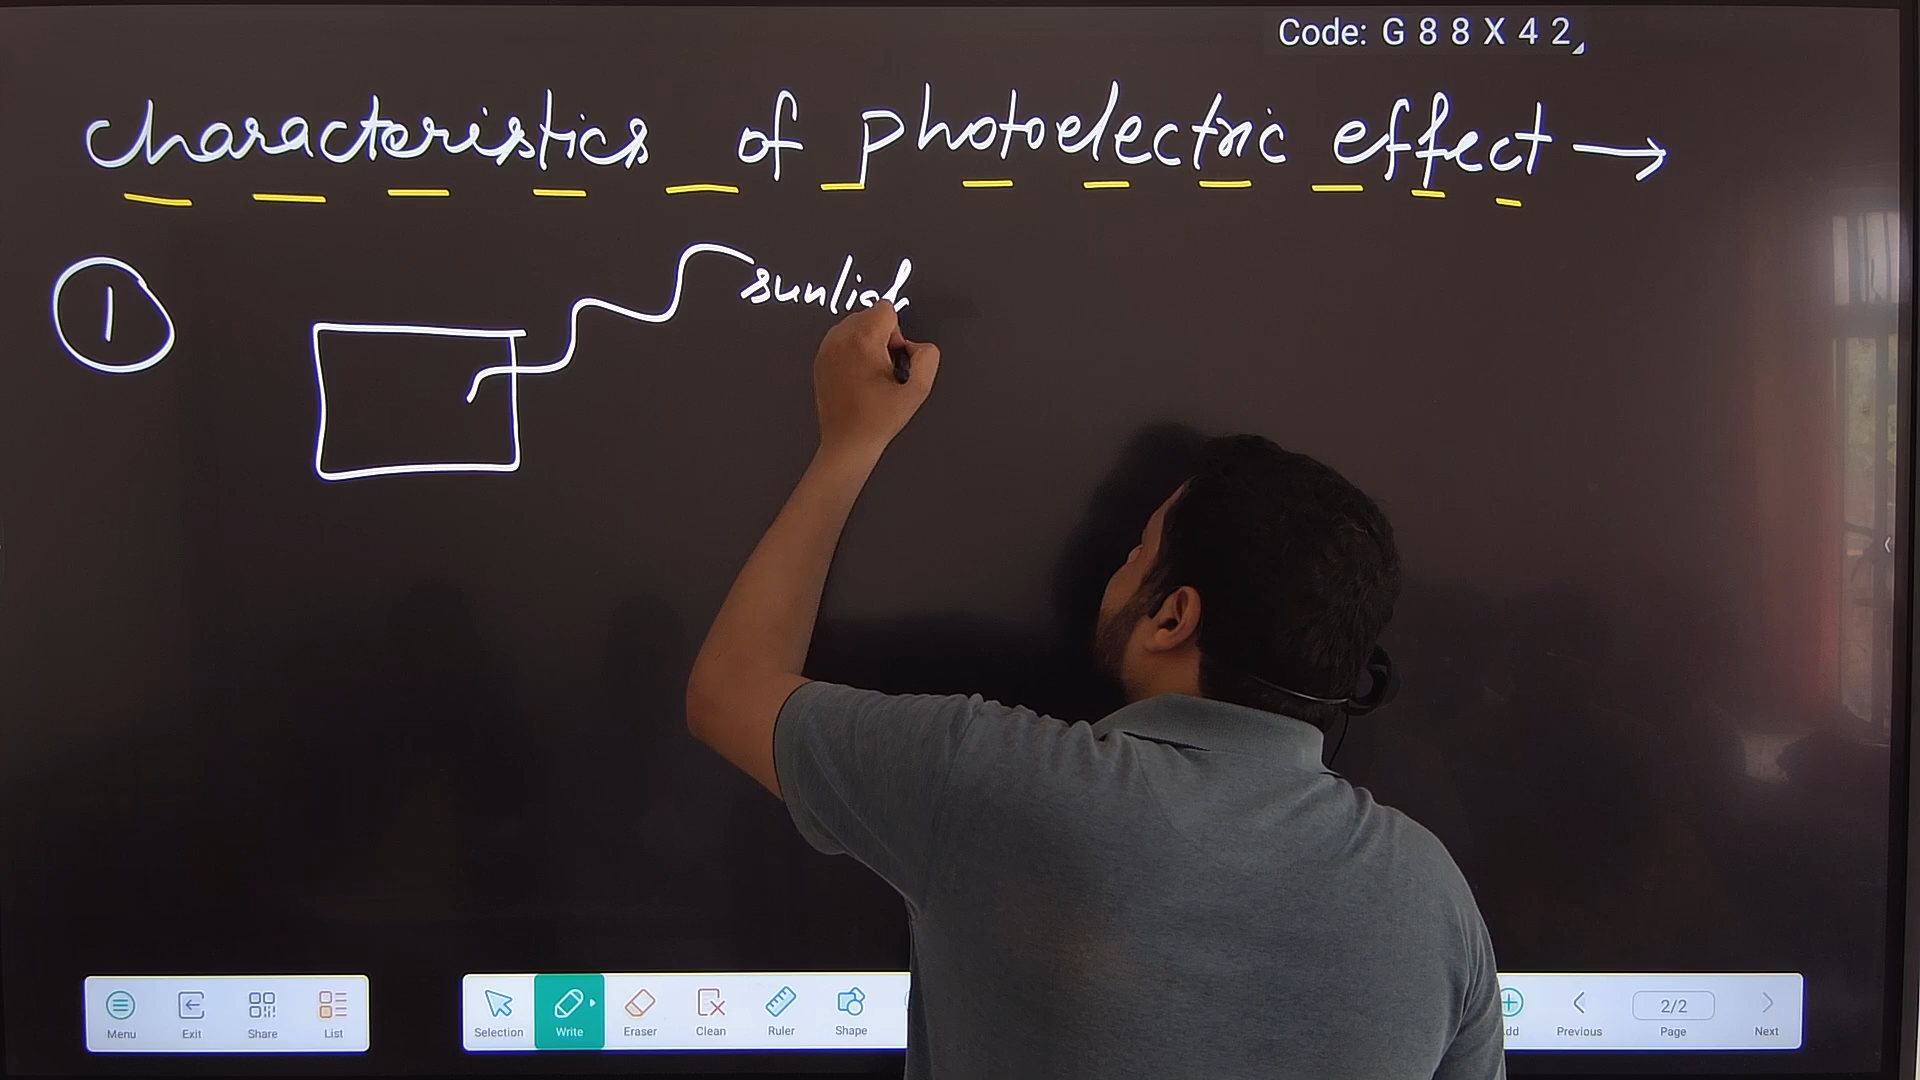 Code: G 8 8 X 4 2
characteristics of photoelectric effect →
1
Menu Exit Share List Selection Write Eraser Clean Ruler Shape Previous 2/2 Page Next